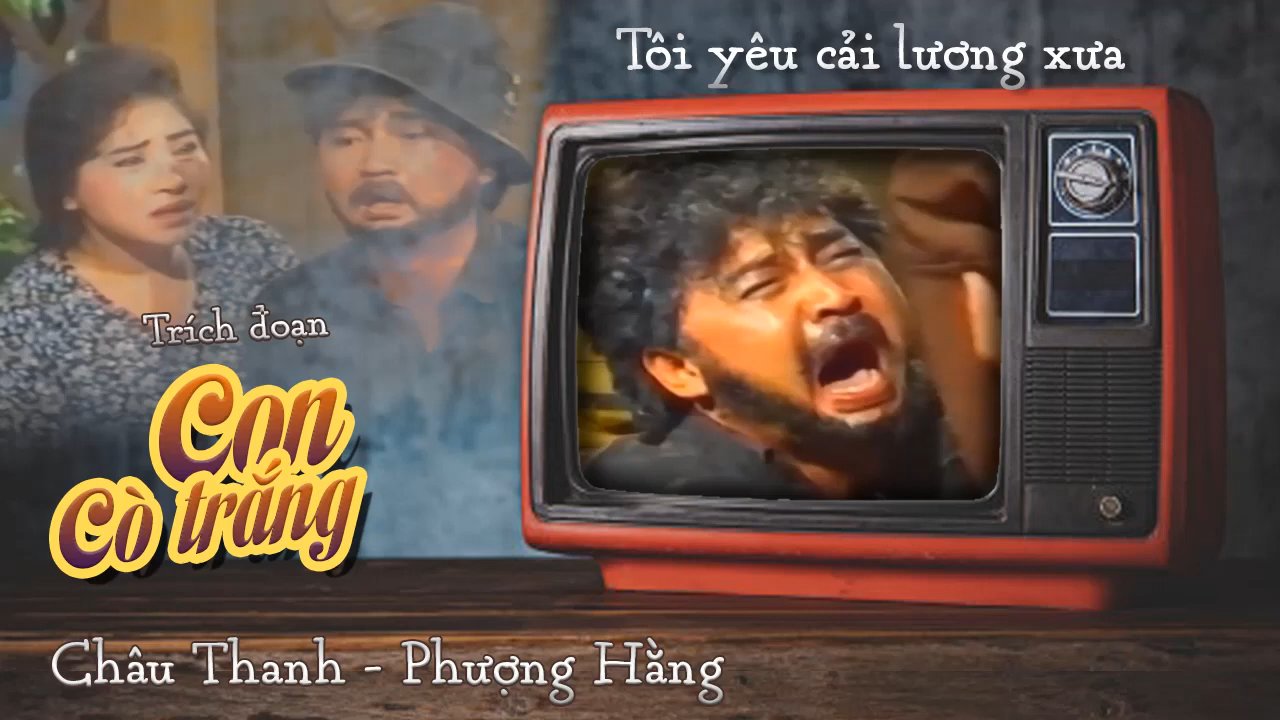 Tôi yêu cải lương xưa
Trích đoạn
Con
Cò trắng
Châu Thanh - Phượng Hằng